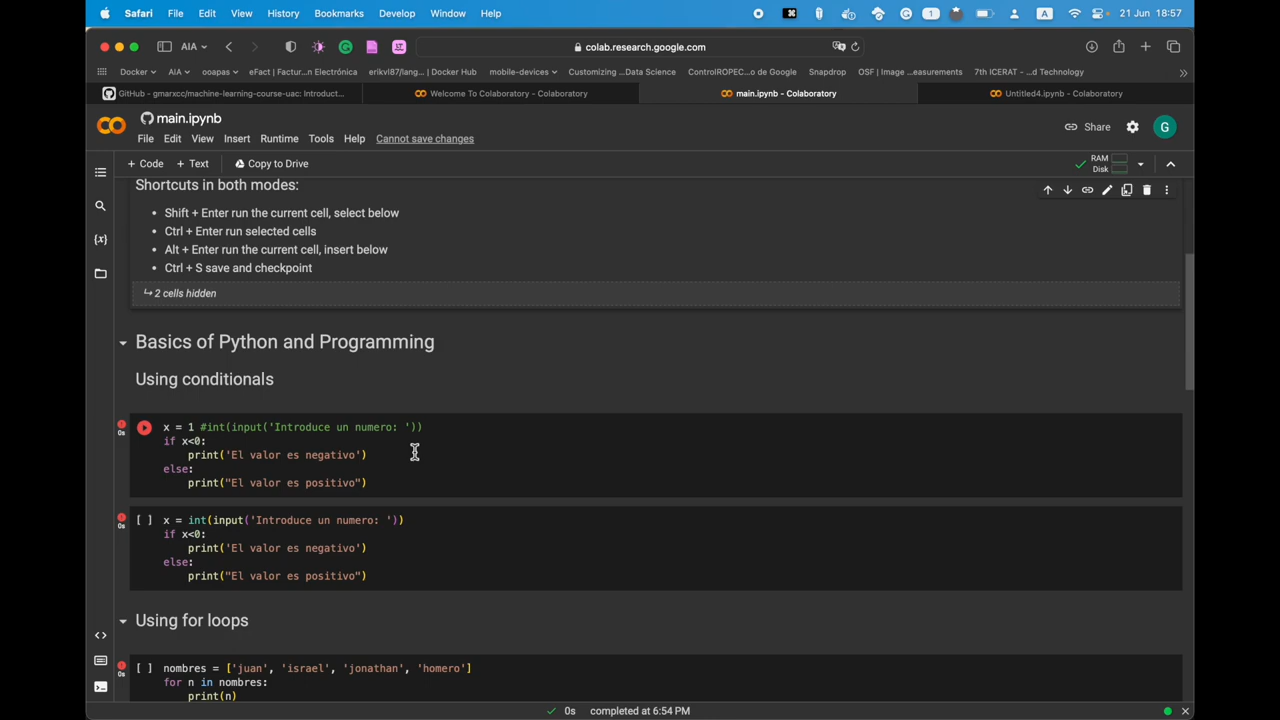 Safari File Edit View History Bookmarks Develop Window Help 1 A 21 Jun 18:57
AIA colab.research.google.com
Docker AIA ooapas eFact | Factur...n Electrónica erikvl87/lang... | Docker Hub mobile-devices Customizing ...Data Science ControlROPEC...o de Google Snapdrop OSF | Image ...easurements 7th ICERAT - ...d Technology
GitHub - gmarxcc/machine-learning-course-uac: Introduct... Welcome To Colaboratory - Colaboratory main.ipynb - Colaboratory Untitled4.ipynb - Colaboratory
main.ipynb
File Edit View Insert Runtime Tools Help Cannot save changes Share G
+ Code + Text Copy to Drive RAM Disk
Shortcuts in both modes:
• Shift + Enter run the current cell, select below
• Ctrl + Enter run selected cells
• Alt + Enter run the current cell, insert below
• Ctrl + S save and checkpoint
2 cells hidden
Basics of Python and Programming
Using conditionals
0s x = 1 #int(input('Introduce un numero: '))
if x<0:
print('El valor es negativo')
else:
print("El valor es positivo")
0s [ ] x = int(input('Introduce un numero: '))
if x<0:
print('El valor es negativo')
else:
print("El valor es positivo")
Using for loops
0s [ ] nombres = ['juan', 'israel', 'jonathan', 'homero']
for n in nombres:
print(n)
0s completed at 6:54 PM